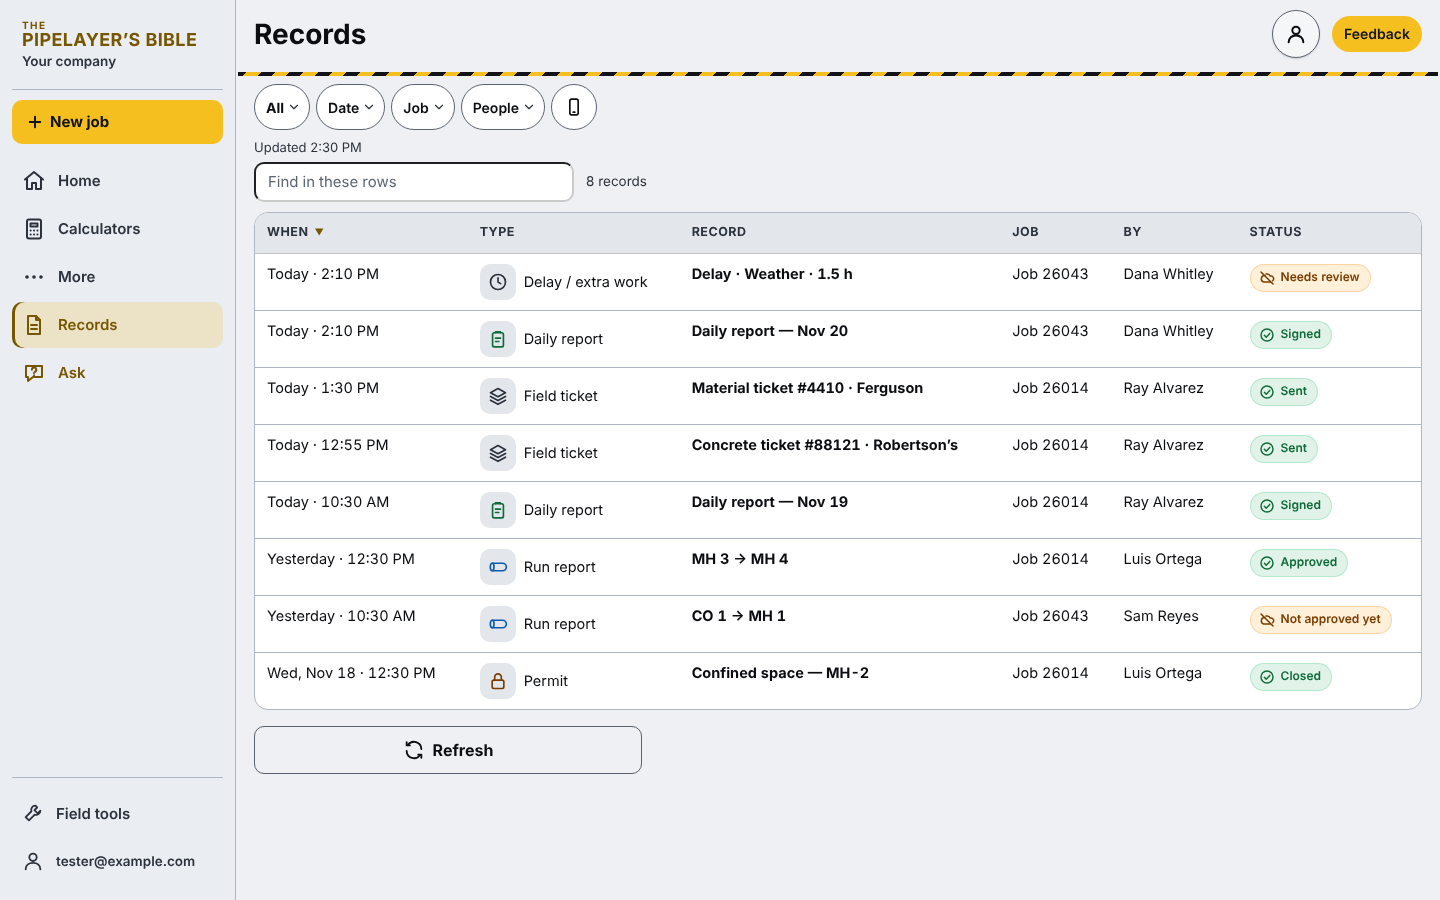 THE
PIPELAYER’S BIBLE
Your company
New job
Home
Calculators
More
Records
Ask
Field tools
tester@example.com
Records
Feedback
All
Date
Job
People
Updated 2:30 PM
Find in these rows
8 records
WHEN ▼ TYPE RECORD JOB BY STATUS
Today · 2:10 PM Delay / extra work Delay · Weather · 1.5 h Job 26043 Dana Whitley Needs review
Today · 2:10 PM Daily report Daily report — Nov 20 Job 26043 Dana Whitley Signed
Today · 1:30 PM Field ticket Material ticket #4410 · Ferguson Job 26014 Ray Alvarez Sent
Today · 12:55 PM Field ticket Concrete ticket #88121 · Robertson’s Job 26014 Ray Alvarez Sent
Today · 10:30 AM Daily report Daily report — Nov 19 Job 26014 Ray Alvarez Signed
Yesterday · 12:30 PM Run report MH 3 → MH 4 Job 26014 Luis Ortega Approved
Yesterday · 10:30 AM Run report CO 1 → MH 1 Job 26043 Sam Reyes Not approved yet
Wed, Nov 18 · 12:30 PM Permit Confined space — MH-2 Job 26014 Luis Ortega Closed
Refresh